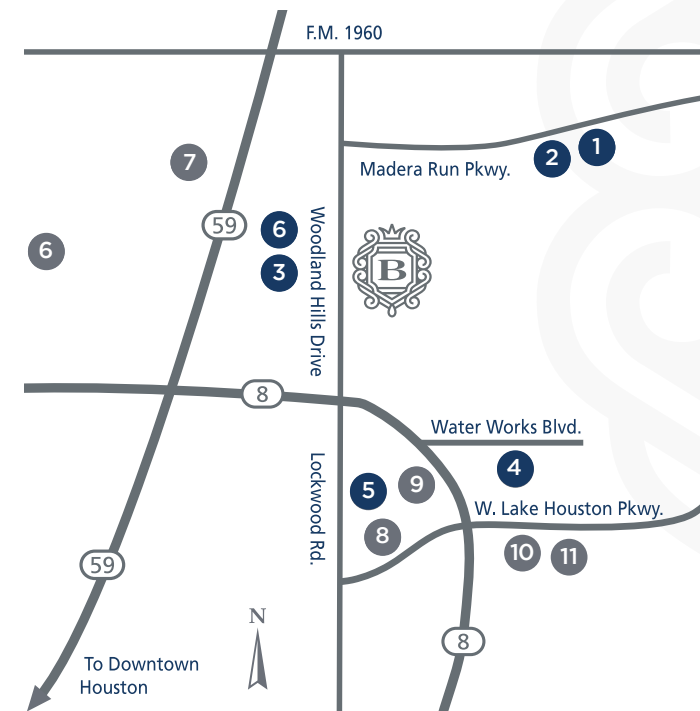 F.M. 1960
1
2
7
Madera Run Pkwy.
59
6
6
3
Woodland Hills Drive
B
8
Water Works Blvd.
4
5
9
Lockwood Rd.
W. Lake Houston Pkwy.
8
10
11
59
N
8
To Downtown
Houston